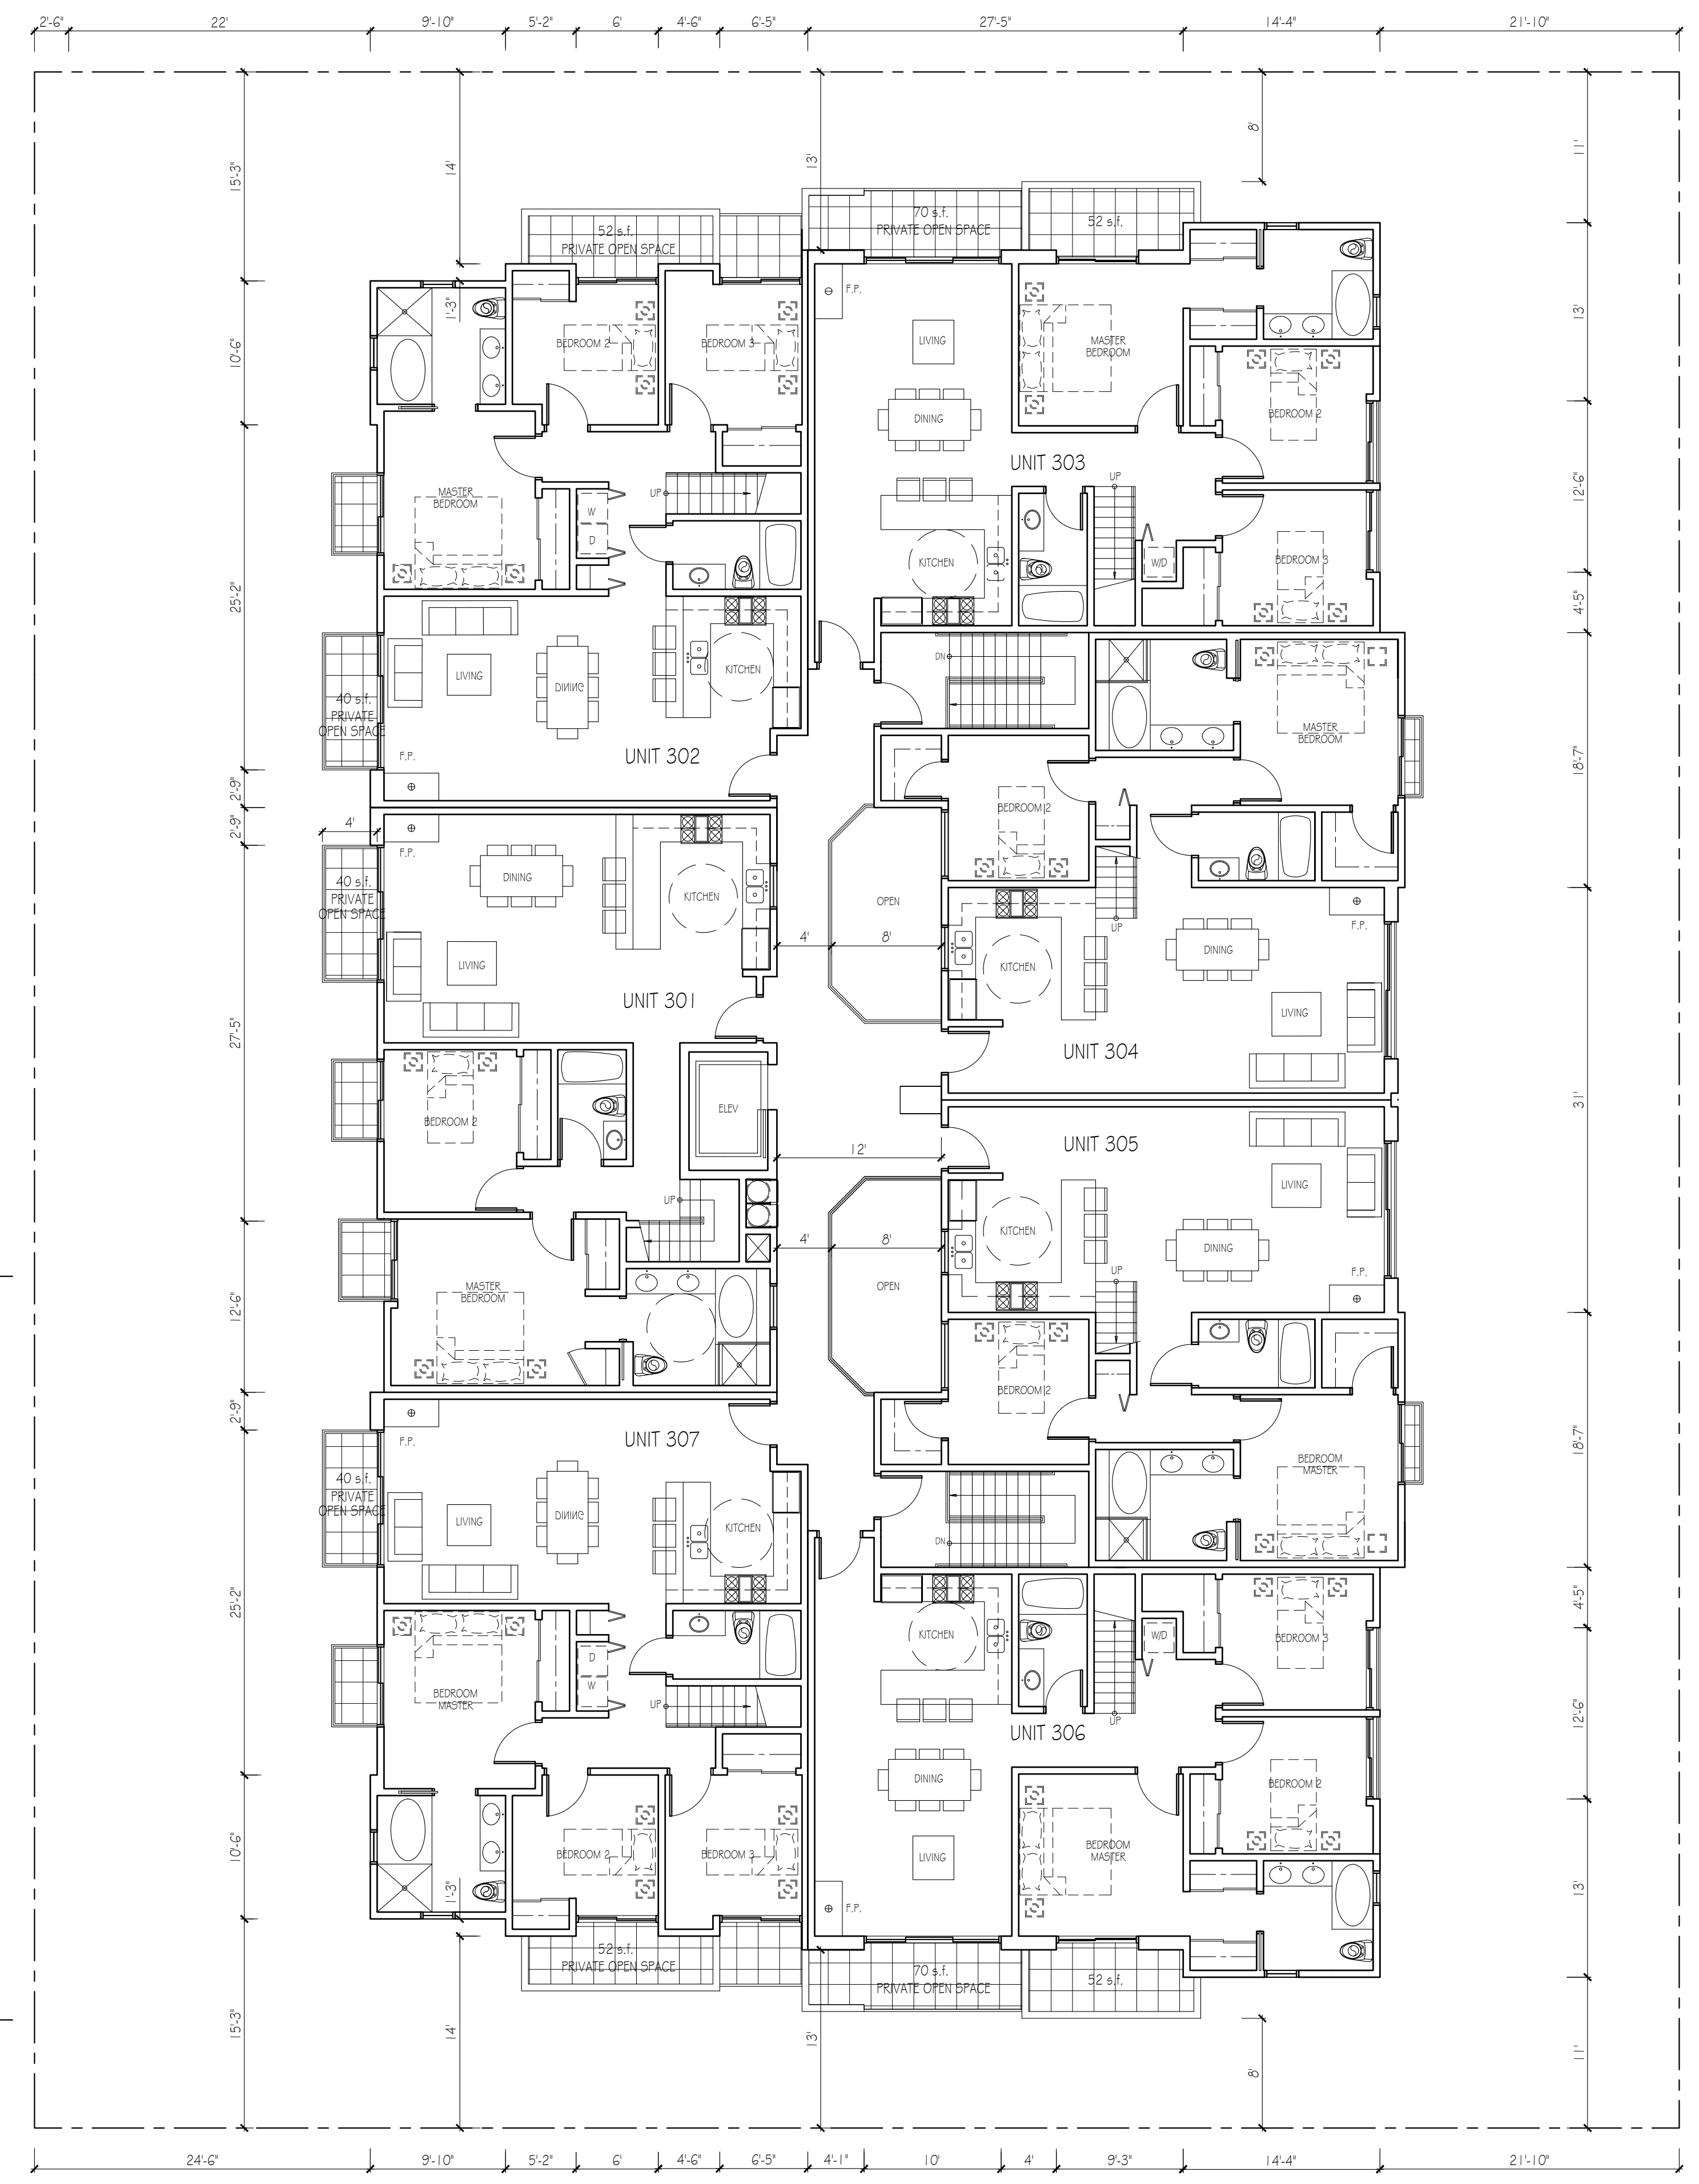 2'-6" 22' 9'-10" 5'-2" 6' 4'-6" 6'-5" 27'-5" 14'-4" 21'-10"
15'-3"
14'
13'
8'
11'
52 s.f.
PRIVATE OPEN SPACE
70 s.f.
PRIVATE OPEN SPACE
52 s.f.
1'-3"
10'-6"
13'
F.P.
LIVING
MASTER
BEDROOM
BEDROOM 2
BEDROOM 3
BEDROOM 2
DINING
UNIT 303
UP
12'-6"
MASTER
BEDROOM
UP
W
D
KITCHEN
W/D
BEDROOM 3
25'-2"
4'-5"
DN
LIVING
DINING
KITCHEN
40 s.f.
PRIVATE
OPEN SPACE
MASTER
BEDROOM
F.P.
UNIT 302
18'-7"
2'-9"
2'-9"
4'
BEDROOM 2
F.P.
40 s.f.
PRIVATE
OPEN SPACE
DINING
KITCHEN
OPEN
UP
F.P.
4' 8'
LIVING
KITCHEN
DINING
UNIT 301
LIVING
27'-5"
UNIT 304
ELEV
BEDROOM 2
31'
12'
UNIT 305
LIVING
UP
KITCHEN
DINING
4' 8'
OPEN
UP
F.P.
MASTER
BEDROOM
12'-6"
BEDROOM 2
2'-9"
F.P.
UNIT 307
18'-7"
40 s.f.
PRIVATE
OPEN SPACE
BEDROOM
MASTER
LIVING
DINING
KITCHEN
DN
25'-2"
4'-5"
D
W
KITCHEN
W/D
BEDROOM 3
BEDROOM
MASTER
UP
UP
UNIT 306
12'-6"
DINING
BEDROOM 2
BEDROOM 2
BEDROOM 3
BEDROOM
MASTER
LIVING
10'-6"
1'-3"
F.P.
13'
52 s.f.
PRIVATE OPEN SPACE
70 s.f.
PRIVATE OPEN SPACE
52 s.f.
15'-3"
14'
13'
8'
11'
24'-6" 9'-10" 5'-2" 6' 4'-6" 6'-5" 4'-1" 10' 4' 9'-3" 14'-4" 21'-10"